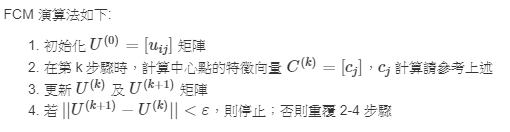 FCM 演算法如下:
1. 初始化 U^(0) = [u_ij] 矩陣
2. 在第 k 步驟時，計算中心點的特徵向量 C^(k) = [c_j]，c_j 計算請參考上述
3. 更新 U^(k) 及 U^(k+1) 矩陣
4. 若 ||U^(k+1) − U^(k)|| < ε，則停止；否則重覆 2-4 步驟